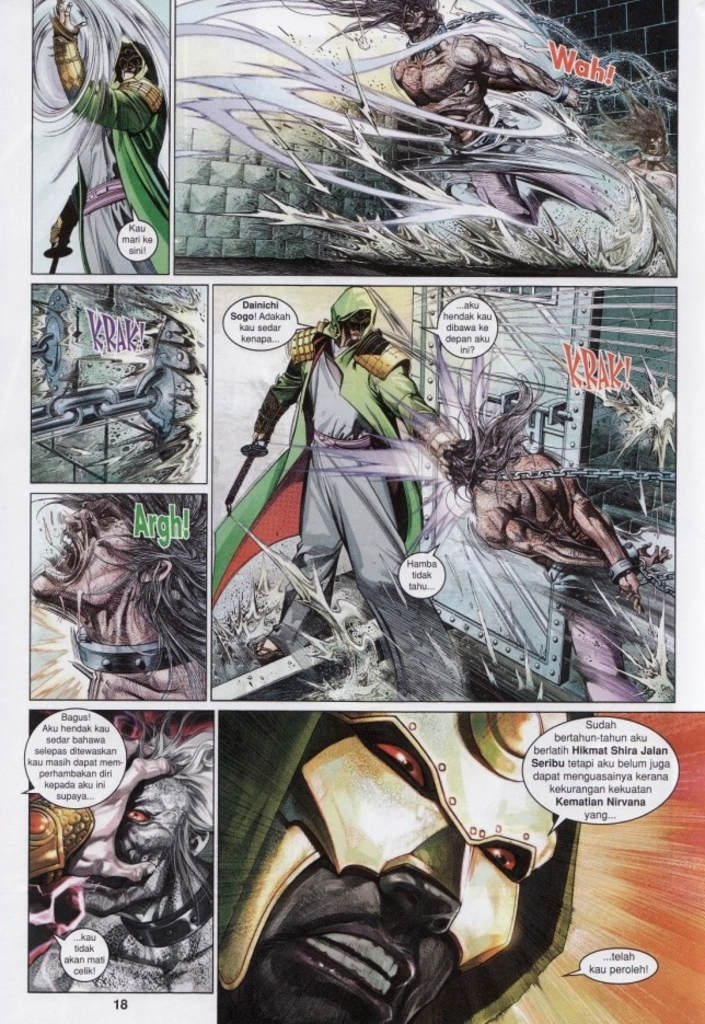 Kau
mari ke
sini!
Wah!
KRAK!
Dainichi
Sogo! Adakah
kau sedar
kenapa...
...aku
hendak kau
dibawa ke
depan aku
ini?
KRAK!
Hamba
tidak
tahu...
Argh!
Bagus!
Aku hendak kau
sedar bahawa
selepas ditewaskan
kau masih dapat mem-
perhambakan diri
kepada aku ini
supaya...
...kau
tidak
akan mati
celik!
Sudah
bertahun-tahun aku
berlatih Hikmat Shira Jalan
Seribu tetapi aku belum juga
dapat menguasainya kerana
kekurangan kekuatan
Kematian Nirvana
yang...
...telah
kau peroleh!
18